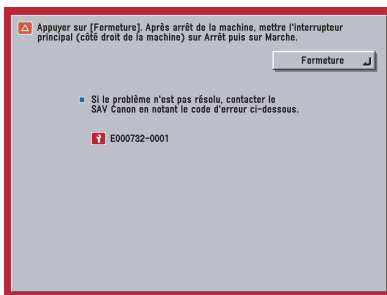 Appuyer sur [Fermeture]. Après arrêt de la machine, mettre l'interrupteur
principal (côté droit de la machine) sur Arrêt puis sur Marche.
Fermeture
Si le problème n'est pas résolu, contacter le
SAV Canon en notant le code d'erreur ci-dessous.
E000732-0001